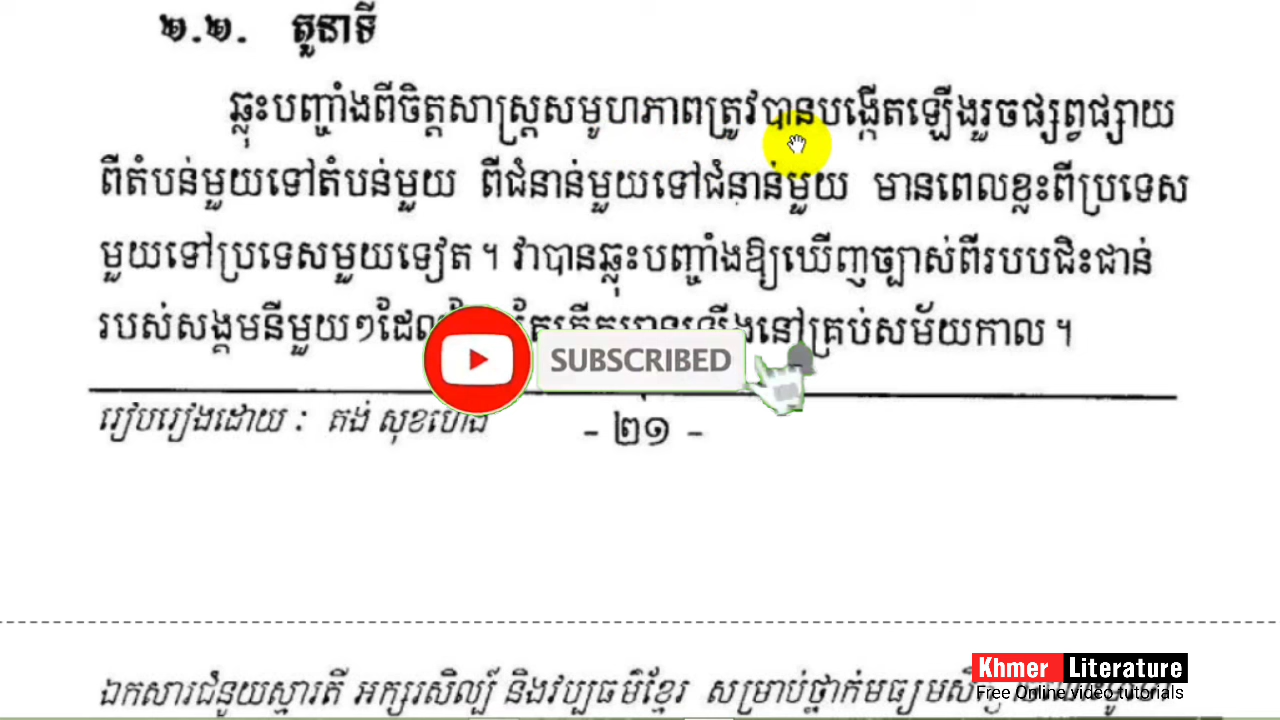 ២.២. តួនាទី
ឆ្លុះបញ្ចាំងពីចិត្តសាស្ត្រសមូហភាពត្រូវបានបង្កើតឡើងរួចផ្សព្វផ្សាយ
ពីតំបន់មួយទៅតំបន់មួយ ពីជំនាន់មួយទៅជំនាន់មួយ មានពេលខ្លះពីប្រទេស
មួយទៅប្រទេសមួយទៀត ។ វាបានឆ្លុះបញ្ចាំងឱ្យឃើញច្បាស់ពីរបបជិះជាន់
របស់សង្គមនីមួយៗ នៅគ្រប់សម័យកាល ។
SUBSCRIBED
រៀបរៀងដោយ : គង់ សុខហេង - ២១ -
Khmer Literature
ឯកសារជំនួយស្មារតី អក្សរសិល្ប៍ និងវប្បធម៌ខ្មែរ សម្រាប់ថ្នាក់មធ្យមសិក្សា
Free Online video tutorials